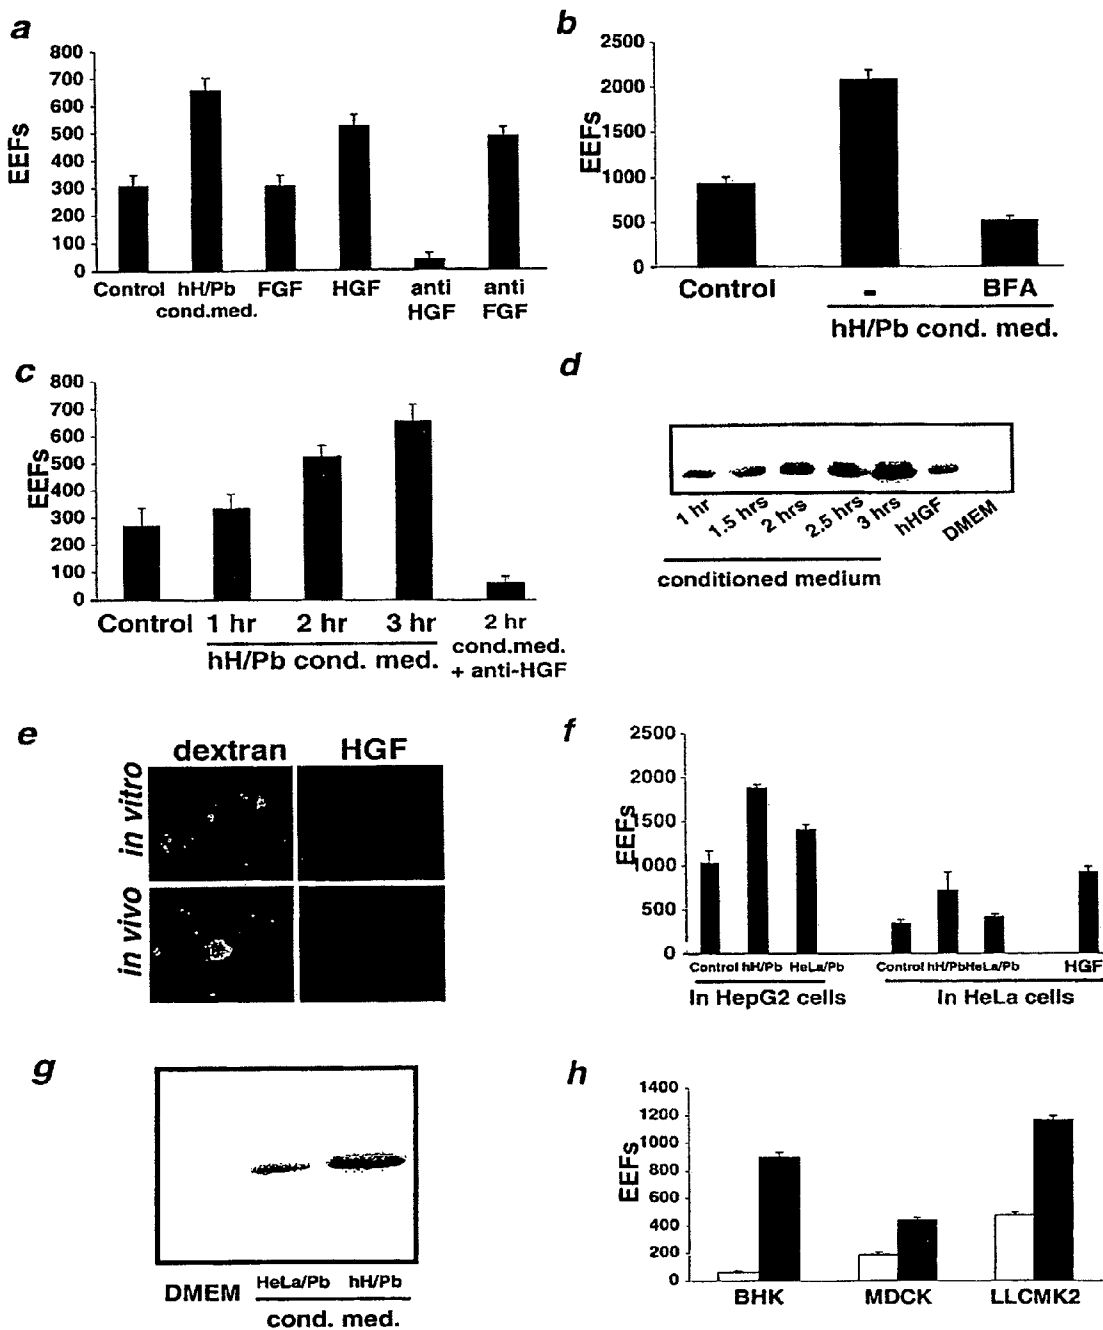 a
800
700
600
500
400
300
200
100
0
EEFs
Control hH/Pb FGF HGF anti anti
cond.med. HGF FGF
b
2500
2000
1500
1000
500
0
EEFs
Control - BFA
hH/Pb cond. med.
c
800
700
600
500
400
300
200
100
0
EEFs
Control 1 hr 2 hr 3 hr 2 hr
hH/Pb cond. med. cond.med.
+ anti-HGF
d
1 hr 1.5 hrs 2 hrs 2.5 hrs 3 hrs hHGF DMEM
conditioned medium
e
dextran HGF
in vitro
in vivo
f
2500
2000
1500
1000
500
0
EEFs
Control hH/Pb HeLa/Pb Control hH/PbHeLa/Pb HGF
In HepG2 cells In HeLa cells
g
DMEM HeLa/Pb hH/Pb
cond. med.
h
1400
1200
1000
800
600
400
200
0
EEFs
BHK MDCK LLCMK2